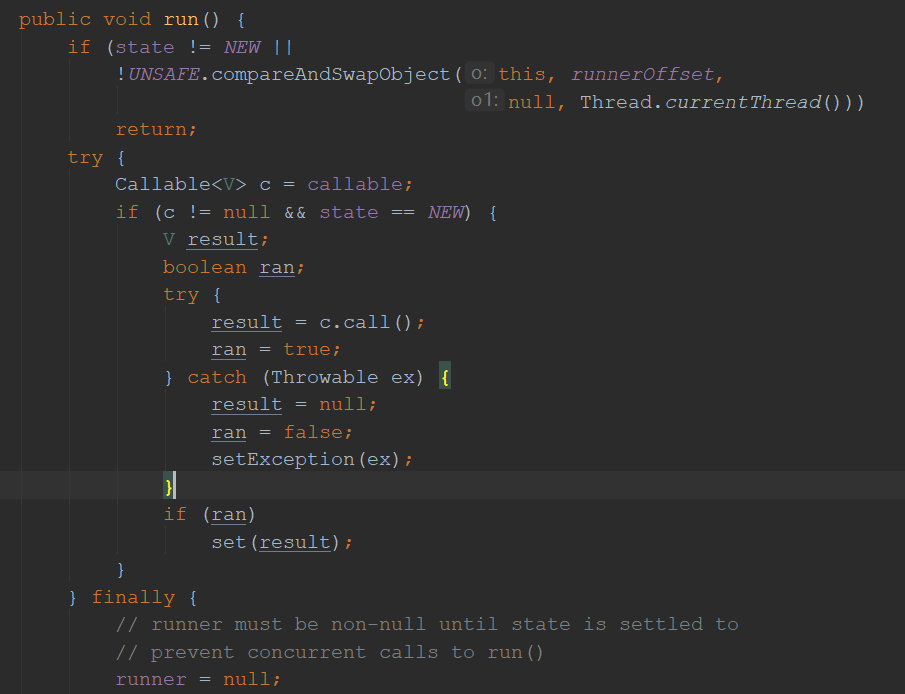 public void run() {
    if (state != NEW ||
        !UNSAFE.compareAndSwapObject( o: this, runnerOffset,
                                     o1: null, Thread.currentThread()))
        return;
    try {
        Callable<V> c = callable;
        if (c != null && state == NEW) {
            V result;
            boolean ran;
            try {
                result = c.call();
                ran = true;
            } catch (Throwable ex) {
                result = null;
                ran = false;
                setException(ex);
            }
            if (ran)
                set(result);
        }
    } finally {
        // runner must be non-null until state is settled to
        // prevent concurrent calls to run()
        runner = null;